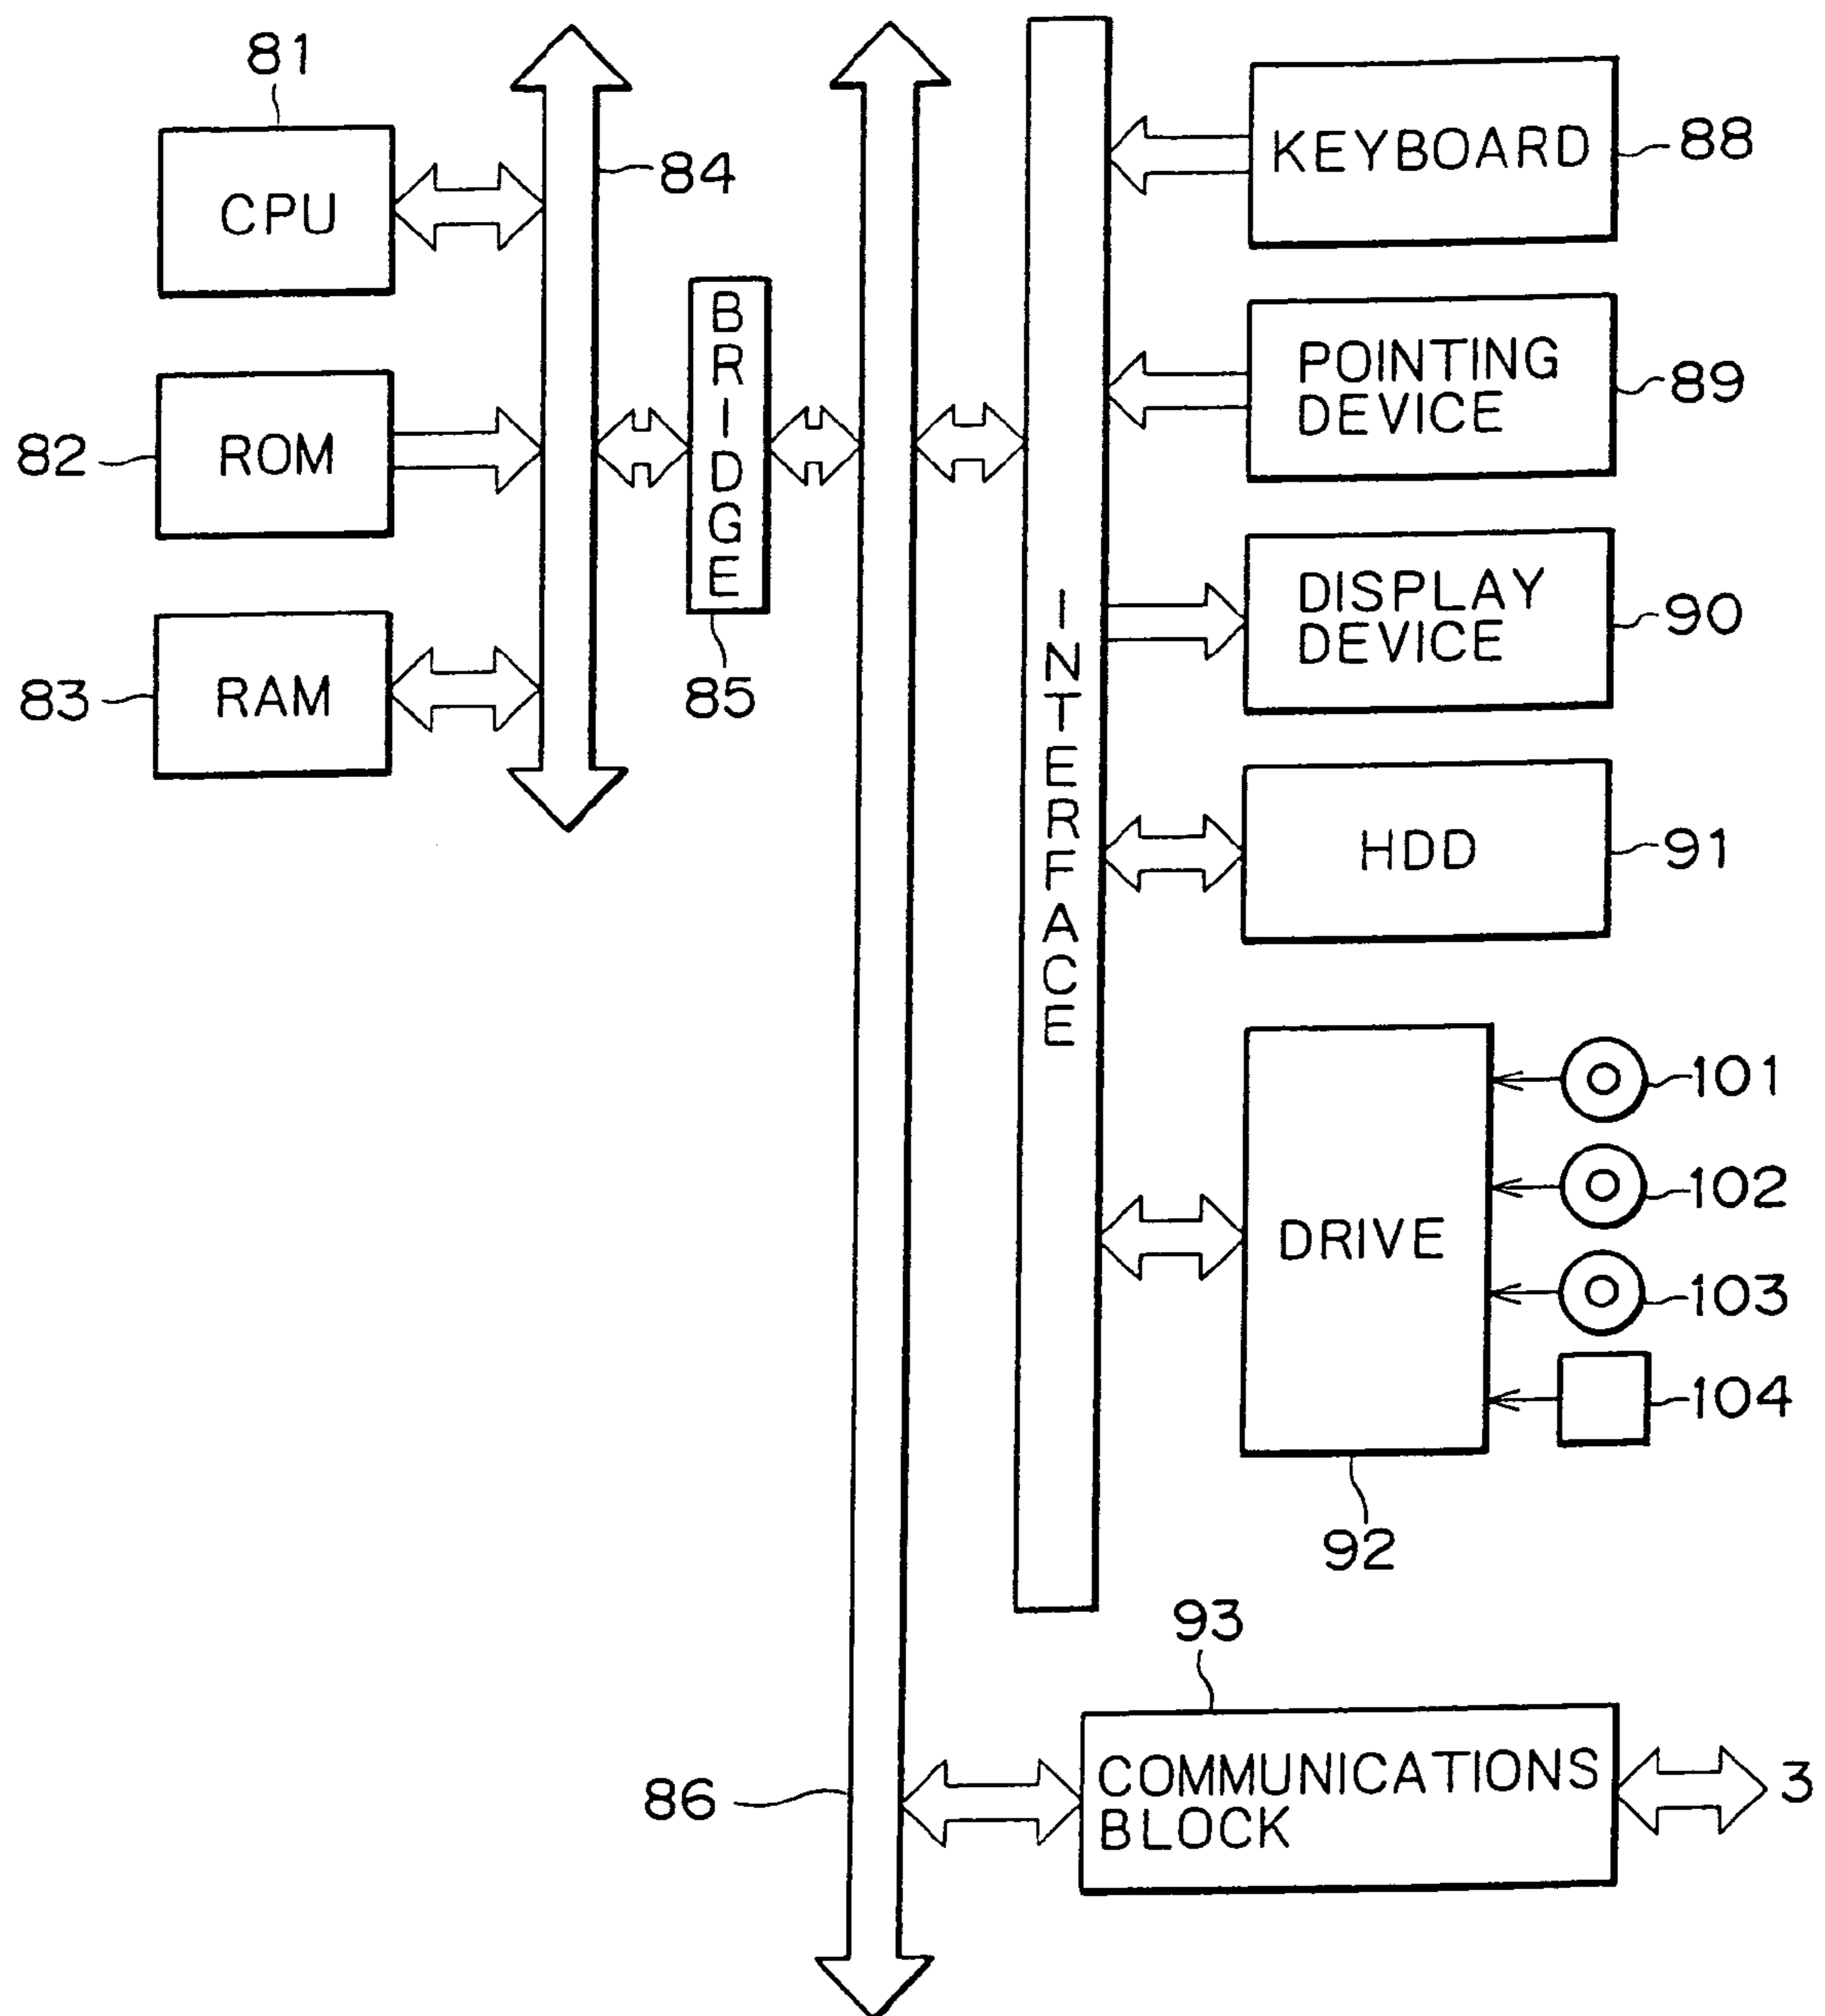 81
CPU
84
82
ROM
83
RAM
BRIDGE
85
86
INTERFACE
KEYBOARD
88
POINTING
DEVICE
89
DISPLAY
DEVICE
90
HDD
91
DRIVE
92
101
102
103
104
93
COMMUNICATIONS
BLOCK
3